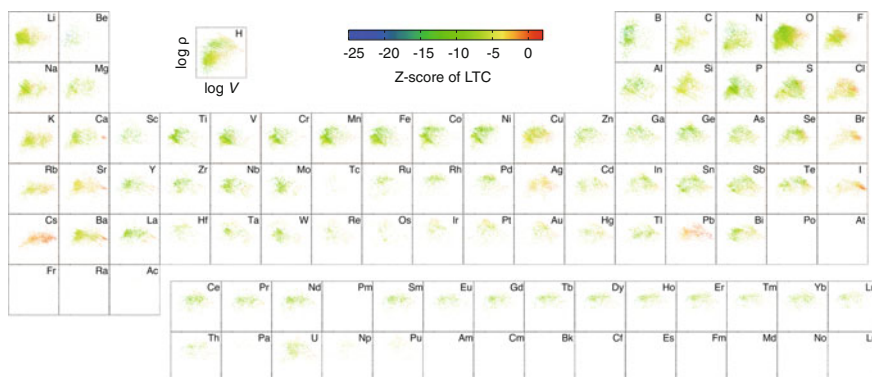 Li Be H B C N O F
log ρ
log V
-25 -20 -15 -10 -5 0
Z-score of LTC
Na Mg Al Si P S Cl
K Ca Sc Ti V Cr Mn Fe Co Ni Cu Zn Ga Ge As Se Br
Rb Sr Y Zr Nb Mo Tc Ru Rh Pd Ag Cd In Sn Sb Te I
Cs Ba La Hf Ta W Re Os Ir Pt Au Hg Tl Pb Bi Po At
Fr Ra Ac
Ce Pr Nd Pm Sm Eu Gd Tb Dy Ho Er Tm Yb
Th Pa U Np Pu Am Cm Bk Cf Es Fm Md No